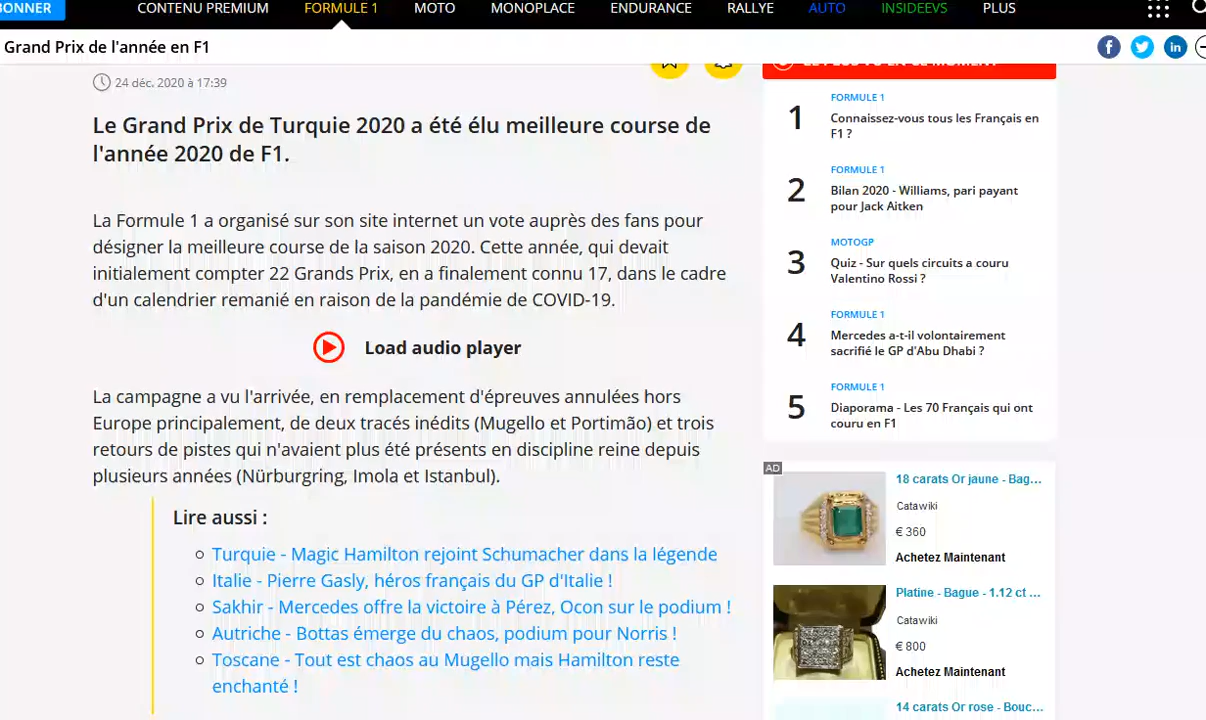 BONNER
CONTENU PREMIUM
FORMULE 1
MOTO
MONOPLACE
ENDURANCE
RALLYE
AUTO
INSIDEEVS
PLUS
Grand Prix de l'année en F1
24 déc. 2020 à 17:39
Le Grand Prix de Turquie 2020 a été élu meilleure course de
l'année 2020 de F1.
La Formule 1 a organisé sur son site internet un vote auprès des fans pour
désigner la meilleure course de la saison 2020. Cette année, qui devait
initialement compter 22 Grands Prix, en a finalement connu 17, dans le cadre
d'un calendrier remanié en raison de la pandémie de COVID-19.
Load audio player
La campagne a vu l'arrivée, en remplacement d'épreuves annulées hors
Europe principalement, de deux tracés inédits (Mugello et Portimão) et trois
retours de pistes qui n'avaient plus été présents en discipline reine depuis
plusieurs années (Nürburgring, Imola et Istanbul).
Lire aussi :
Turquie - Magic Hamilton rejoint Schumacher dans la légende
Italie - Pierre Gasly, héros français du GP d'Italie !
Sakhir - Mercedes offre la victoire à Pérez, Ocon sur le podium !
Autriche - Bottas émerge du chaos, podium pour Norris !
Toscane - Tout est chaos au Mugello mais Hamilton reste
enchanté !
1
FORMULE 1
Connaissez-vous tous les Français en
F1 ?
2
FORMULE 1
Bilan 2020 - Williams, pari payant
pour Jack Aitken
3
MOTOGP
Quiz - Sur quels circuits a couru
Valentino Rossi ?
4
FORMULE 1
Mercedes a-t-il volontairement
sacrifié le GP d'Abu Dhabi ?
5
FORMULE 1
Diaporama - Les 70 Français qui ont
couru en F1
AD
18 carats Or jaune - Bag...
Catawiki
€ 360
Achetez Maintenant
Platine - Bague - 1.12 ct ...
Catawiki
€ 800
Achetez Maintenant
14 carats Or rose - Bouc...